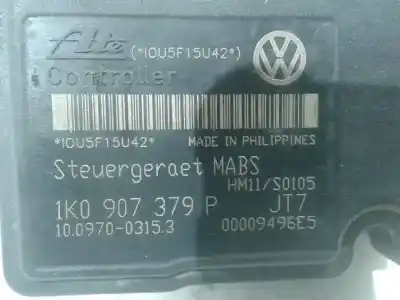 Ate (*IOU5F15U42*)
Controller
*IOU5F15U42*
MADE IN PHILIPPINES
Steuergeraet MABS
HM11/S0105
1K0 907 379 P JT7
10.0970-0315.3 00009496E5